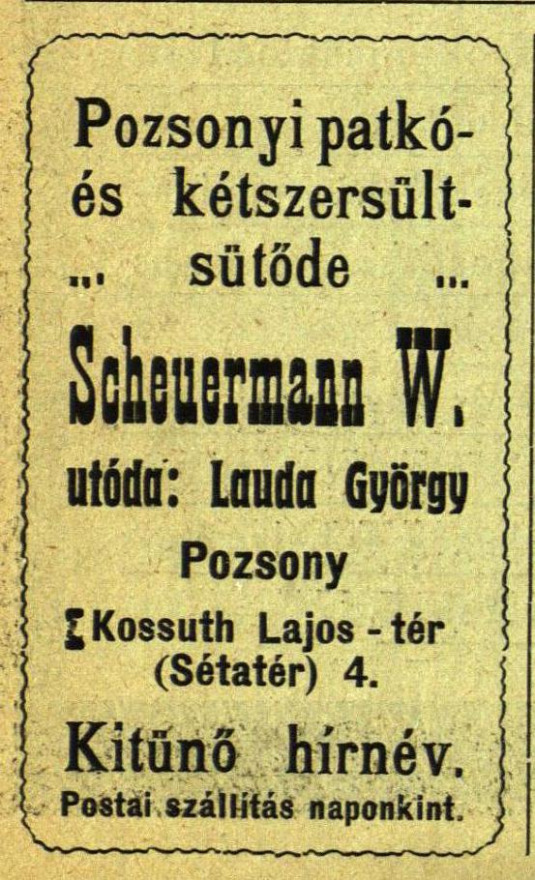 Pozsonyi patkó-
és kétszersült-
... sütőde ...
Scheuermann W.
utóda: Lauda György
Pozsony
Kossuth Lajos - tér
(Sétatér) 4.
Kitünő hírnév.
Postai szállítás naponkint.